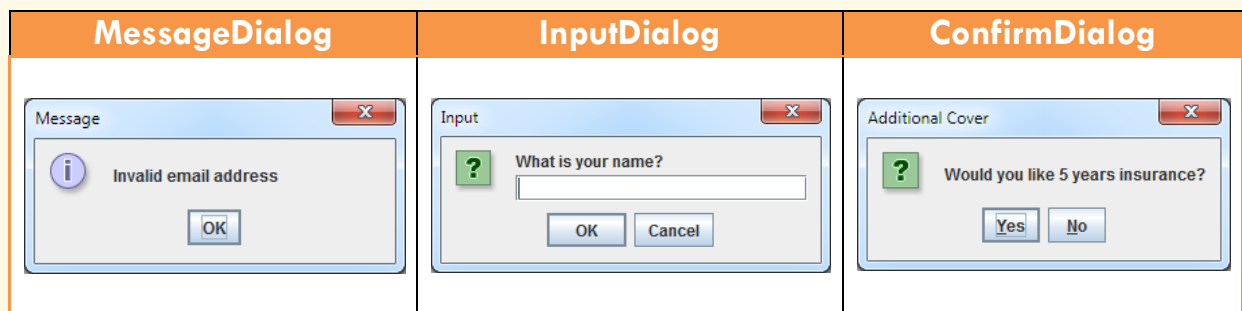 MessageDialog
InputDialog
ConfirmDialog
Message
x
i
Invalid email address
OK
Input
x
?
What is your name?
OK Cancel
Additional Cover
x
?
Would you like 5 years insurance?
Yes No